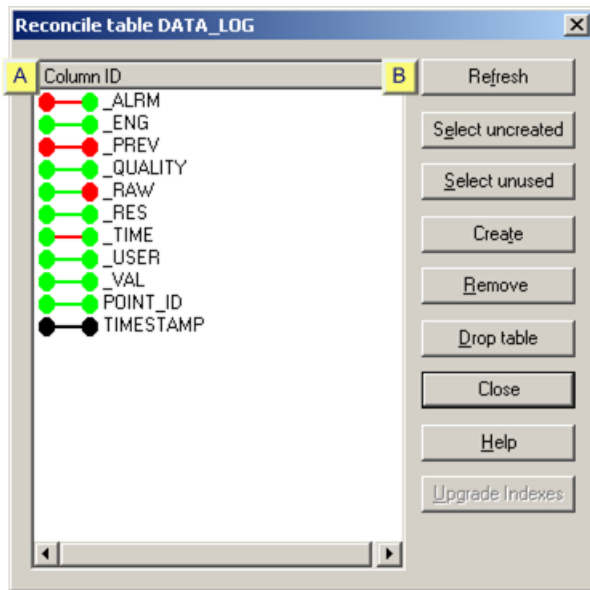 Reconcile table DATA_LOG
A Column ID B
_ALRM
_ENG
_PREV
_QUALITY
_RAW
_RES
_TIME
_USER
_VAL
POINT_ID
TIMESTAMP
Refresh
Select uncreated
Select unused
Create
Remove
Drop table
Close
Help
Upgrade Indexes